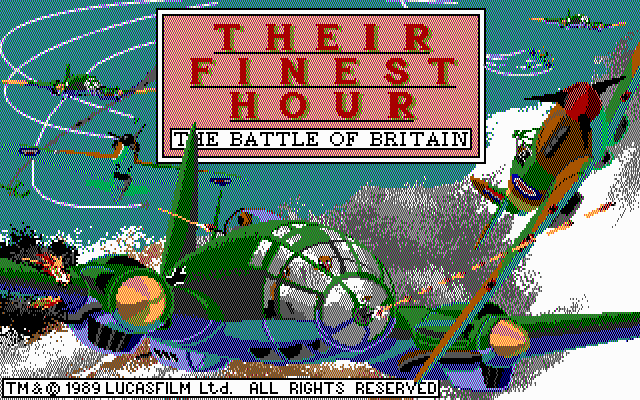 THEIR
FINEST
HOUR
THE BATTLE OF BRITAIN
TM & © 1989 LUCASFILM Ltd. ALL RIGHTS RESERVED